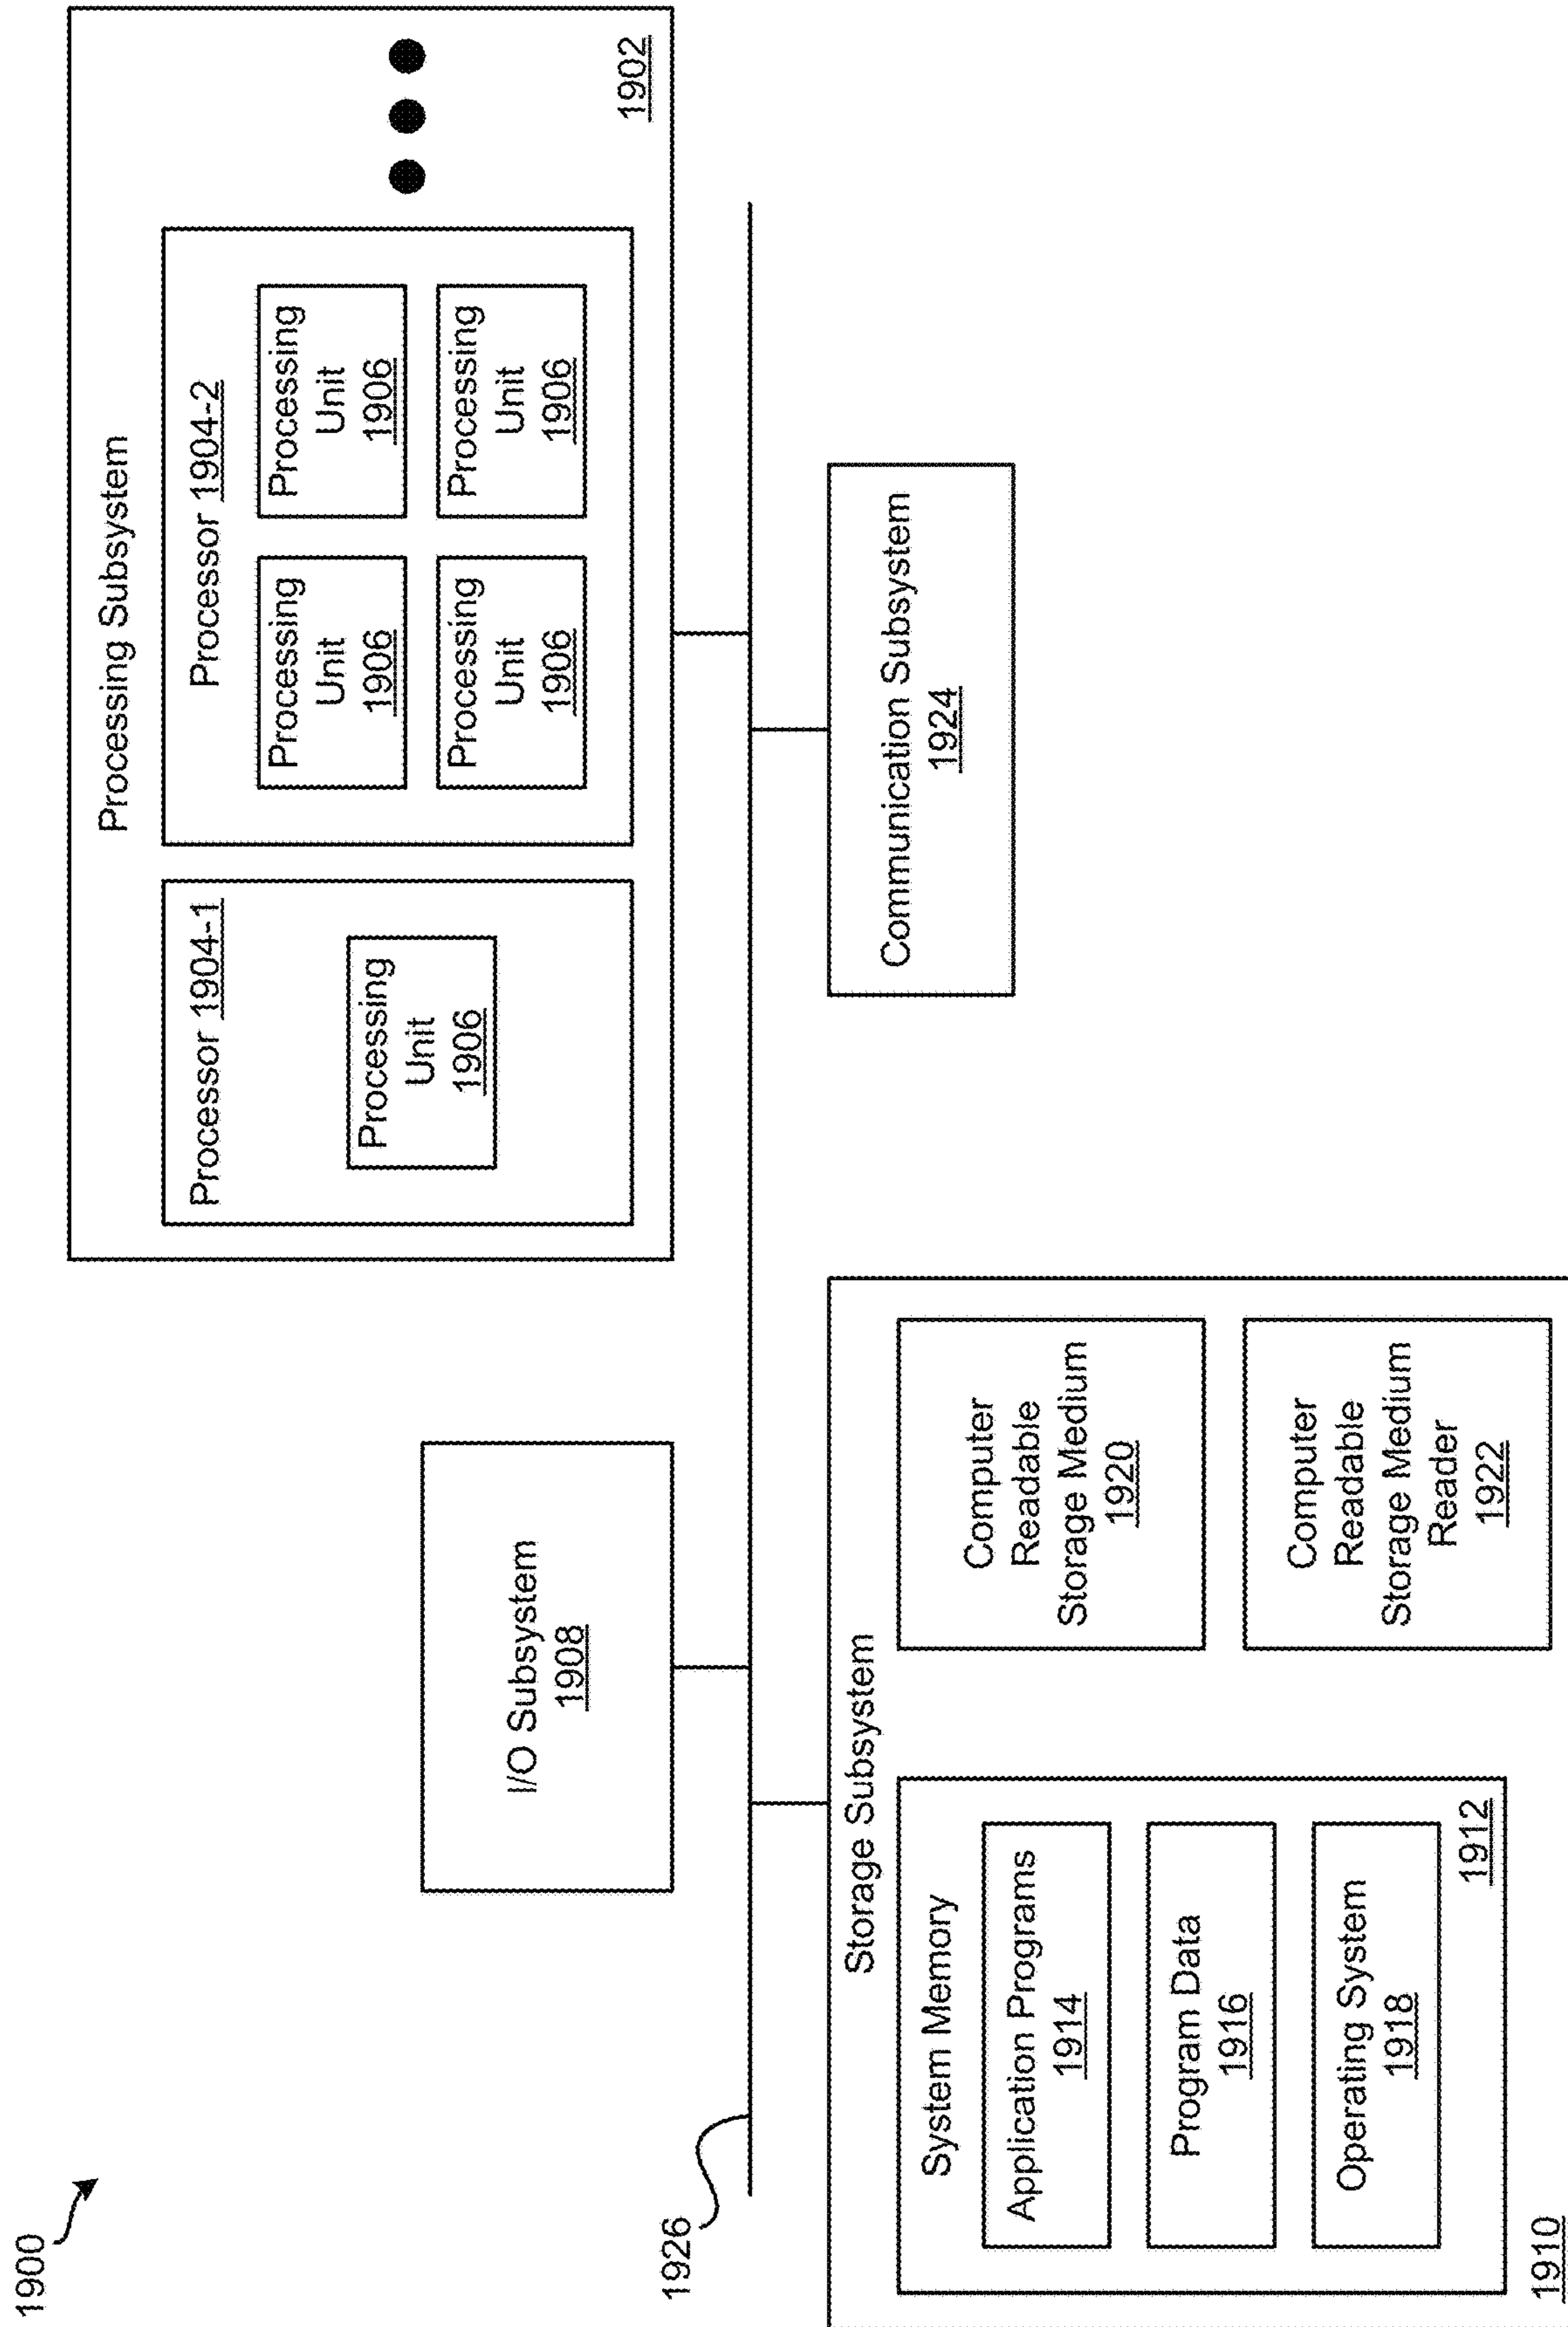 1900
Processing Subsystem
Processor 1904-1
Processing
Unit
1906
Processor 1904-2
Processing
Unit
1906
Processing
Unit
1906
Processing
Unit
1906
Processing
Unit
1906
1902
I/O Subsystem
1908
1926
Storage Subsystem
System Memory
Application Programs
1914
Program Data
1916
Operating System
1918
1912
Computer
Readable
Storage Medium
1920
Computer
Readable
Storage Medium
Reader
1922
1910
Communication Subsystem
1924